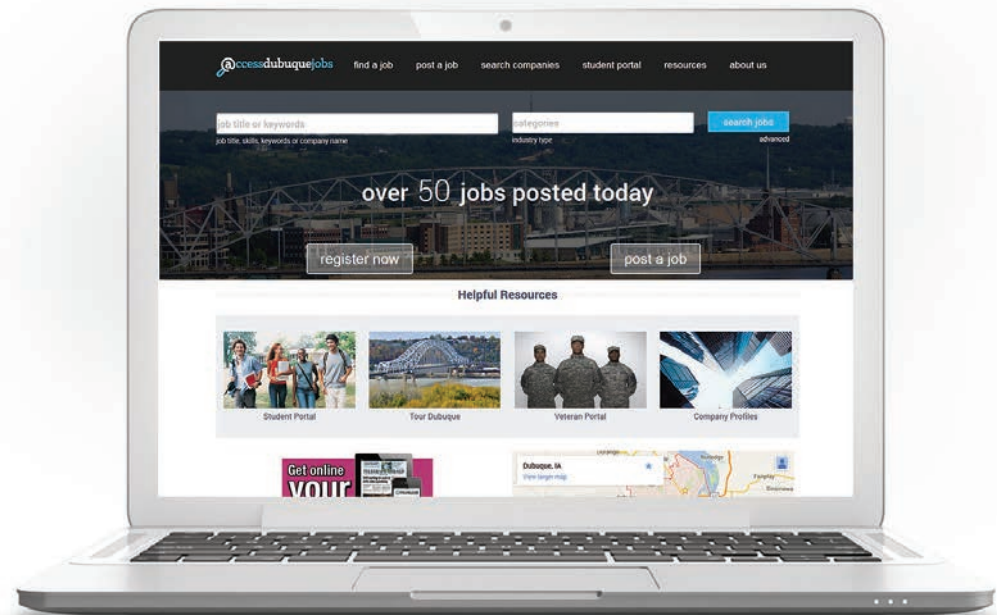 @ccessdubuquejobs find a job post a job search companies student portal resources about us
job title or keywords categories search jobs
job title, skills, keywords or company name industry type advanced
over 50 jobs posted today
register now post a job
Helpful Resources
Student Portal Tour Dubuque Veteran Portal Company Profiles
Get online
YOUR
Dubuque, IA
View larger map